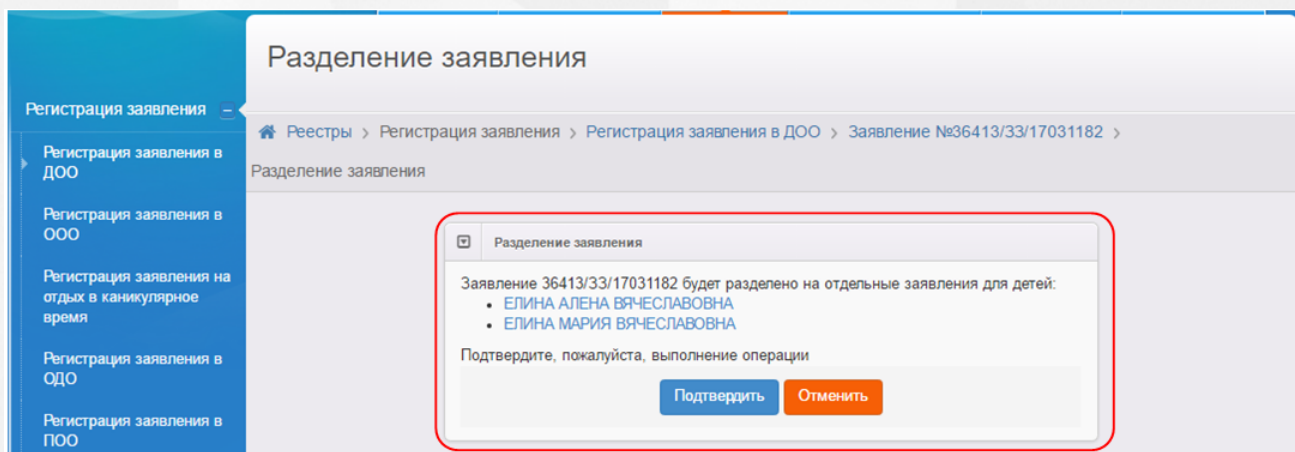 Разделение заявления
Регистрация заявления
Реестры > Регистрация заявления > Регистрация заявления в ДОО > Заявление №36413/ЗЗ/17031182 >
Разделение заявления
Регистрация заявления в
ДОО
Регистрация заявления в
ООО
Регистрация заявления на
отдых в каникулярное
время
Регистрация заявления в
ОДО
Регистрация заявления в
ПОО
Разделение заявления
Заявление 36413/ЗЗ/17031182 будет разделено на отдельные заявления для детей:
• ЕЛИНА АЛЕНА ВЯЧЕСЛАВОВНА
• ЕЛИНА МАРИЯ ВЯЧЕСЛАВОВНА
Подтвердите, пожалуйста, выполнение операции
Подтвердить Отменить